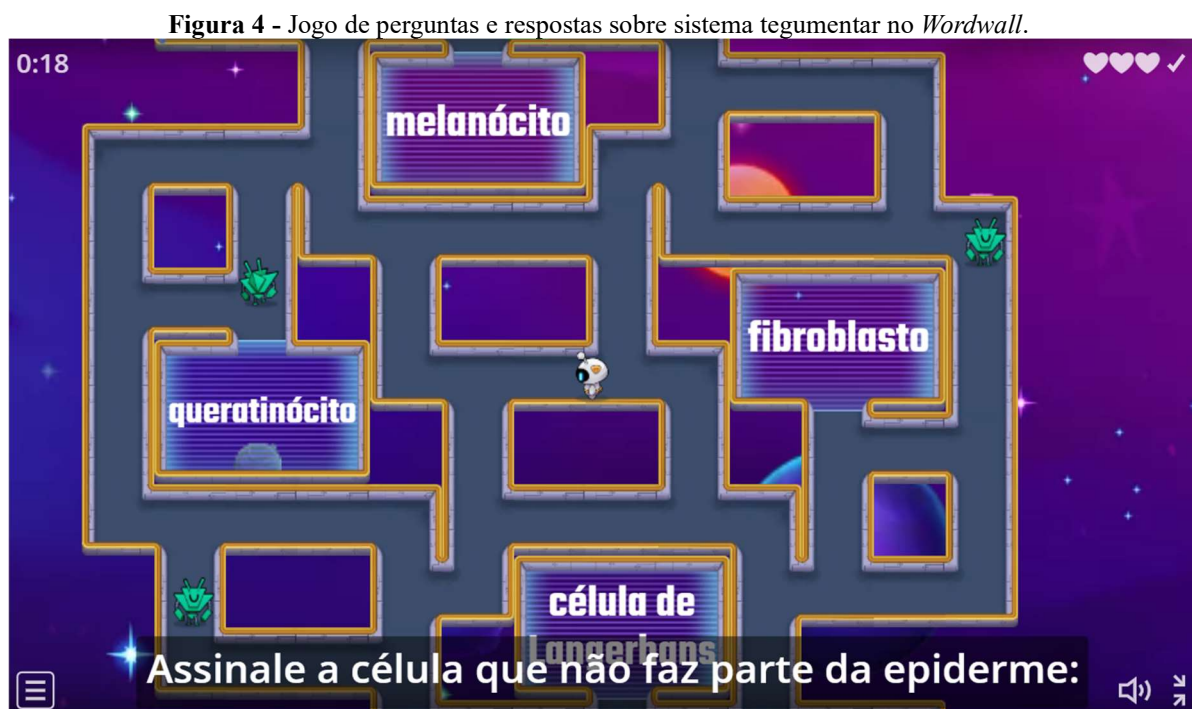 Figura 4 - Jogo de perguntas e respostas sobre sistema tegumentar no Wordwall.
0:18
melanócito
fibroblasto
queratinócito
célula de
Langerhans
Assinale a célula que não faz parte da epiderme: